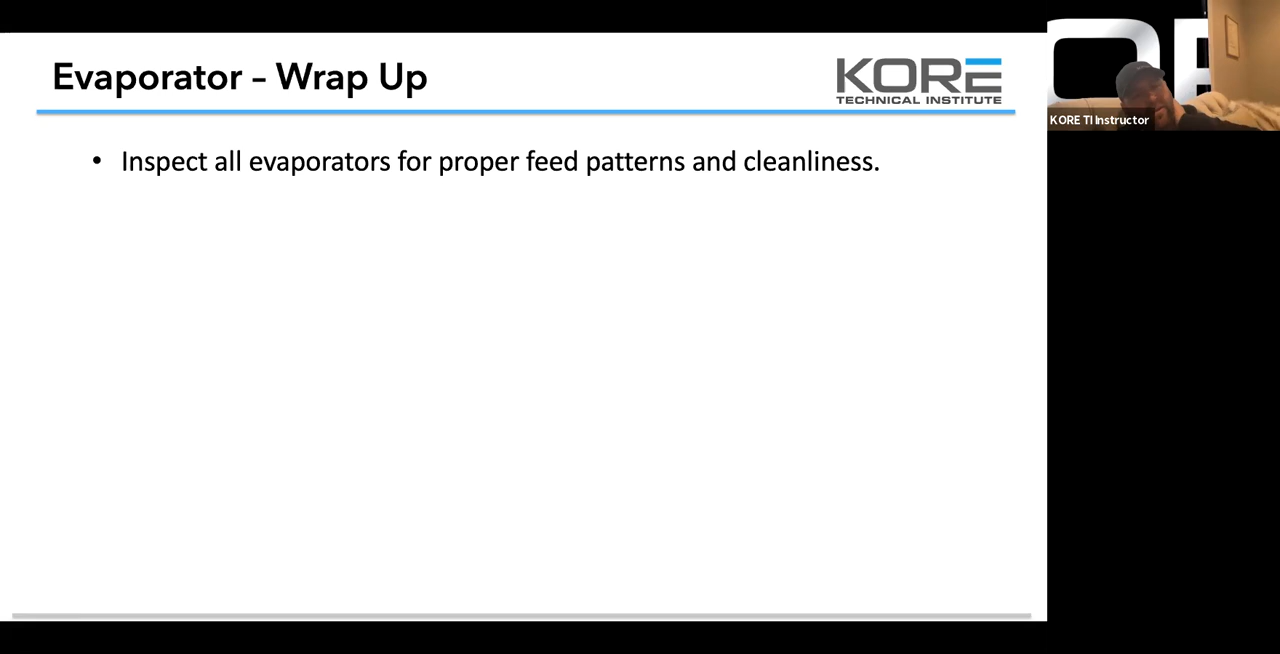 Evaporator – Wrap Up
KORE
TECHNICAL INSTITUTE
• Inspect all evaporators for proper feed patterns and cleanliness.
KORE TI Instructor